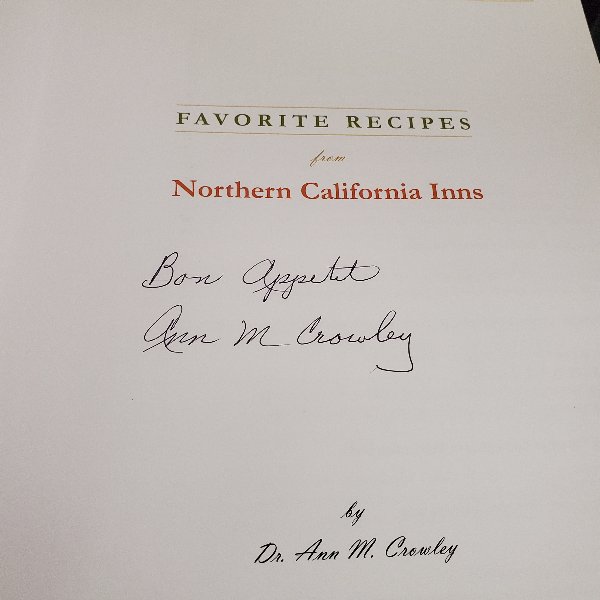 FAVORITE RECIPES
from
Northern California Inns
Bon Appetit
Ann M Crowley
by
Dr. Ann M. Crowley